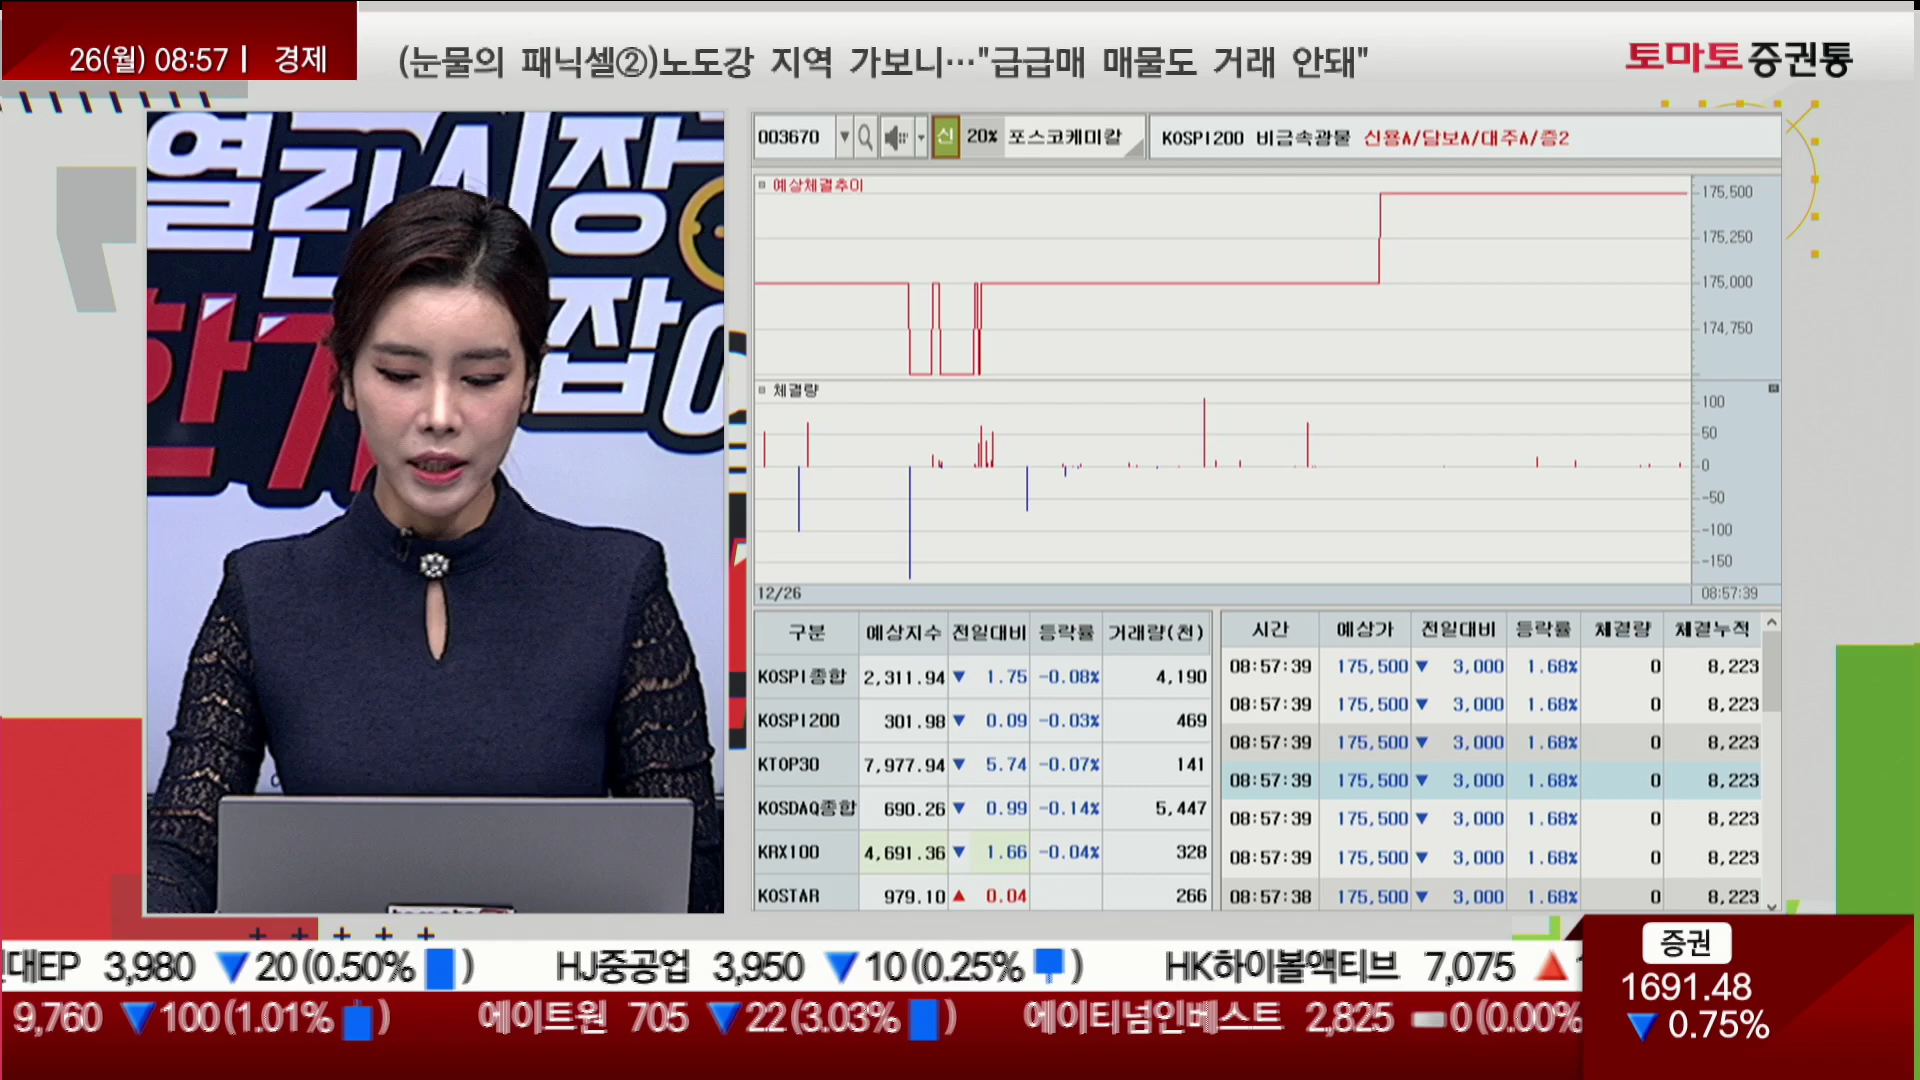 26(월) 08:57 | 경제
(눈물의 패닉셀②)노도강 지역 가보니…"급급매 매물도 거래 안돼"
토마토증권통
열린시장
잡아
003670 신 20% 포스코케미칼 KOSPI200 비금속광물 신용A/담보A/대주A/증2
예상체결추이
175,500
175,250
175,000
174,750
체결량
100
50
0
-50
-100
-150
12/26 08:57:39
구분 예상지수 전일대비 등락률 거래량(천)
KOSPI종합 2,311.94 ▼ 1.75 -0.08% 4,190
KOSPI200 301.98 ▼ 0.09 -0.03% 469
KTOP30 7,977.94 ▼ 5.74 -0.07% 141
KOSDAQ종합 690.26 ▼ 0.99 -0.14% 5,447
KRX100 4,691.36 ▼ 1.66 -0.04% 328
KOSTAR 979.10 ▲ 0.04 266
시간 예상가 전일대비 등락률 체결량 체결누적
08:57:39 175,500 ▼ 3,000 1.68% 0 8,223
08:57:39 175,500 ▼ 3,000 1.68% 0 8,223
08:57:39 175,500 ▼ 3,000 1.68% 0 8,223
08:57:39 175,500 ▼ 3,000 1.68% 0 8,223
08:57:39 175,500 ▼ 3,000 1.68% 0 8,223
08:57:39 175,500 ▼ 3,000 1.68% 0 8,223
08:57:38 175,500 ▼ 3,000 1.68% 0 8,223
대EP 3,980 ▼20(0.50% ) HJ중공업 3,950 ▼10(0.25% ) HK하이볼액티브 7,075 ▲
9,760 ▼100(1.01% ) 에이트원 705 ▼22(3.03% ) 에이티넘인베스트 2,825 0(0.00%
증권
1691.48
▼ 0.75%